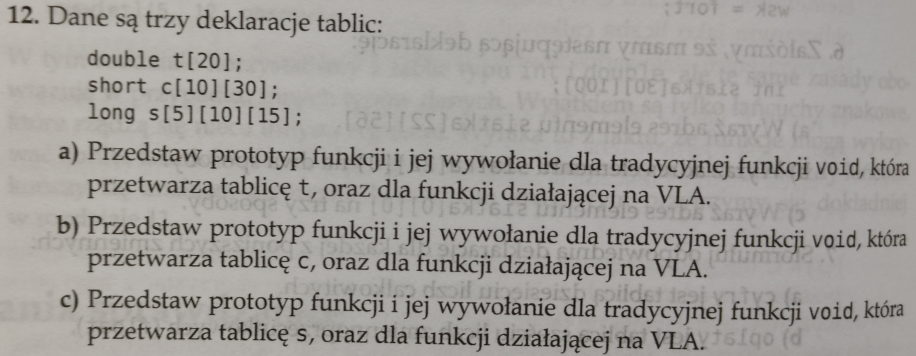 12. Dane są trzy deklaracje tablic:
double t[20];
short c[10][30];
long s[5][10][15];
a) Przedstaw prototyp funkcji i jej wywołanie dla tradycyjnej funkcji void, która
przetwarza tablicę t, oraz dla funkcji działającej na VLA.
b) Przedstaw prototyp funkcji i jej wywołanie dla tradycyjnej funkcji void, która
przetwarza tablicę c, oraz dla funkcji działającej na VLA.
c) Przedstaw prototyp funkcji i jej wywołanie dla tradycyjnej funkcji void, która
przetwarza tablicę s, oraz dla funkcji działającej na VLA.